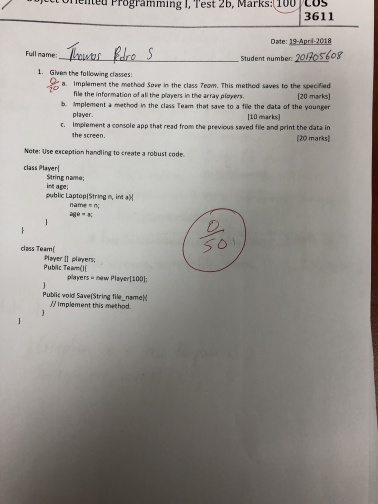 Object Oriented Programming I, Test 2b, Marks: 100 COS
3611
Date: 19-April-2018
Full name: Thomas Pedro S Student number: 201705608
1. Given the following classes:
0/20 a. Implement the method Save in the class Team. This method saves to the specified
file the information of all the players in the array players. [20 marks]
b. Implement a method in the class Team that save to a file the data of the younger
player. [10 marks]
c. Implement a console app that read from the previous saved file and print the data in
the screen. [20 marks]
Note: Use exception handling to create a robust code.
class Player{
String name;
int age;
public Laptop(String n, int a){
name = n;
age = a;
}
}
0/50
class Team{
Player [] players;
Public Team(){
players = new Player[100];
}
Public void Save(String file_name){
// Implement this method.
}
}